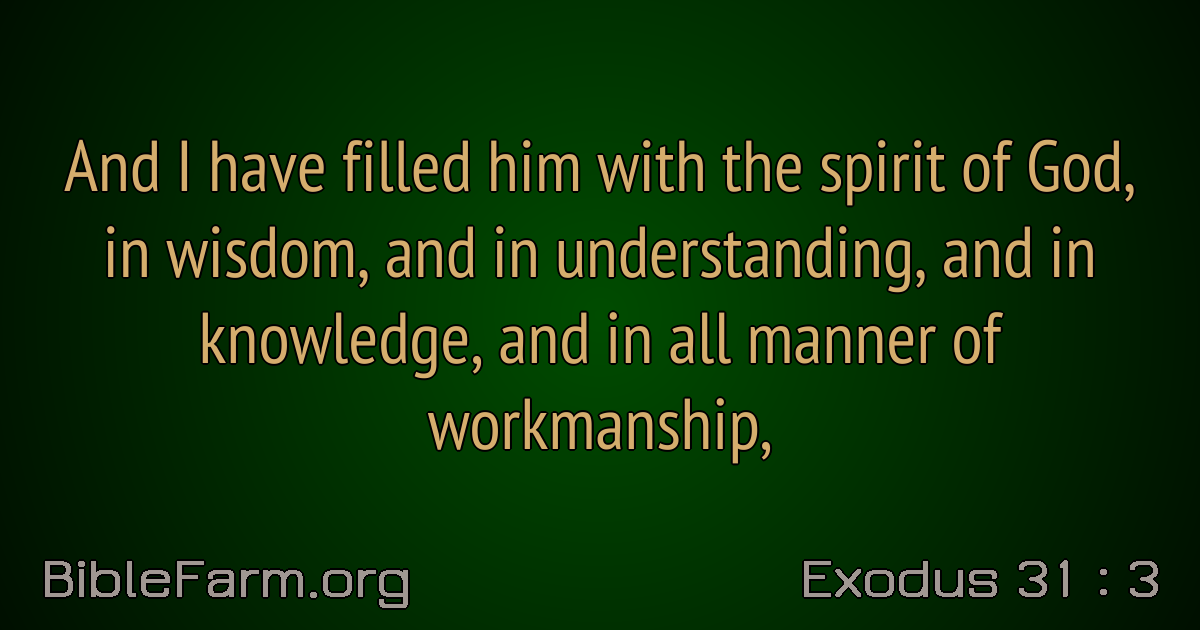 And I have filled him with the spirit of God,
in wisdom, and in understanding, and in
knowledge, and in all manner of
workmanship,
BibleFarm.org
Exodus 31 : 3